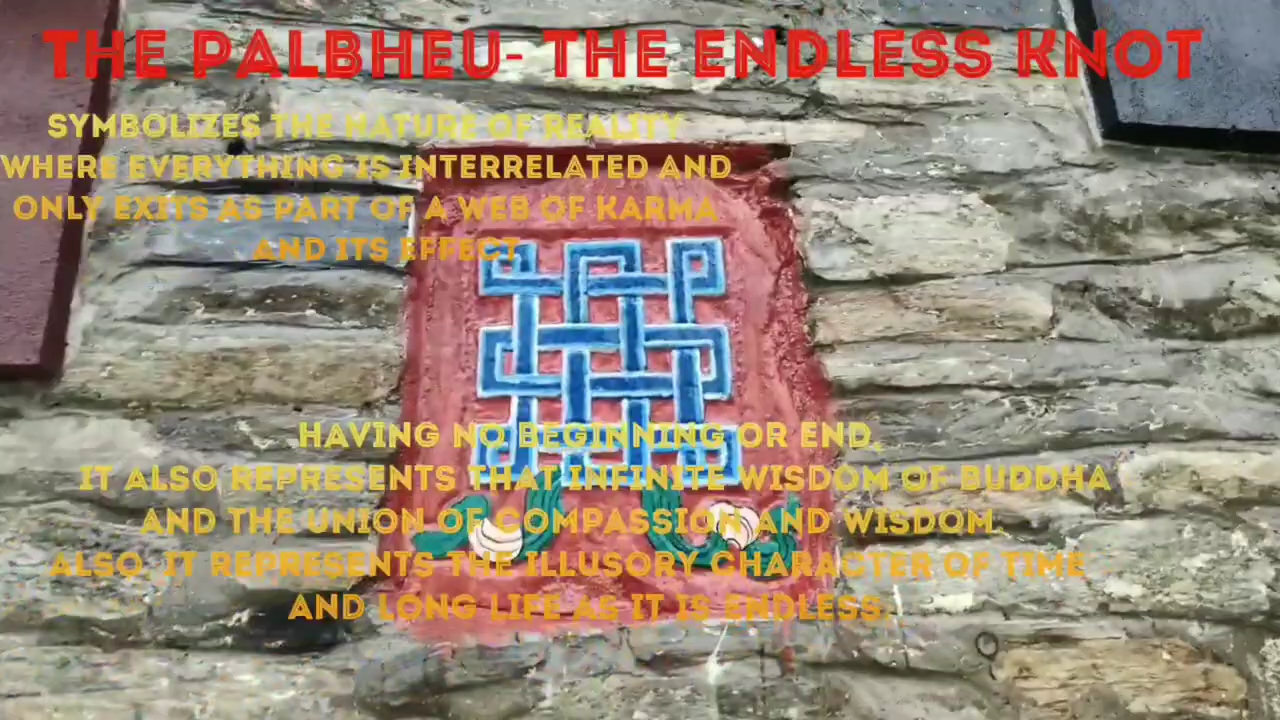 THE PALBHEU- THE ENDLESS KNOT
SYMBOLIZES THE NATURE OF REALITY
WHERE EVERYTHING IS INTERRELATED AND
ONLY EXITS AS PART OF A WEB OF KARMA
AND ITS EFFECT.
HAVING NO BEGINNING OR END,
IT ALSO REPRESENTS THAT INFINITE WISDOM OF BUDDHA
AND THE UNION OF COMPASSION AND WISDOM.
ALSO, IT REPRESENTS THE ILLUSORY CHARACTER OF TIME
AND LONG LIFE AS IT IS ENDLESS.